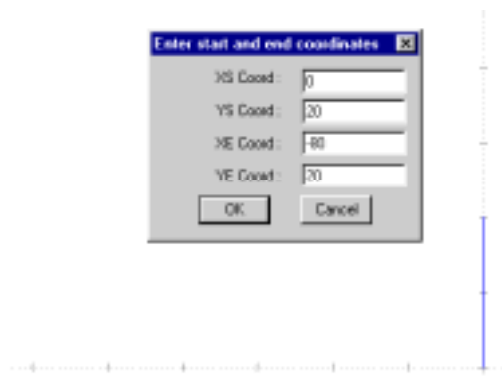 Enter start and end coordinates
XS Coord : 0
YS Coord : 20
XE Coord : -80
YE Coord : 20
OK Cancel